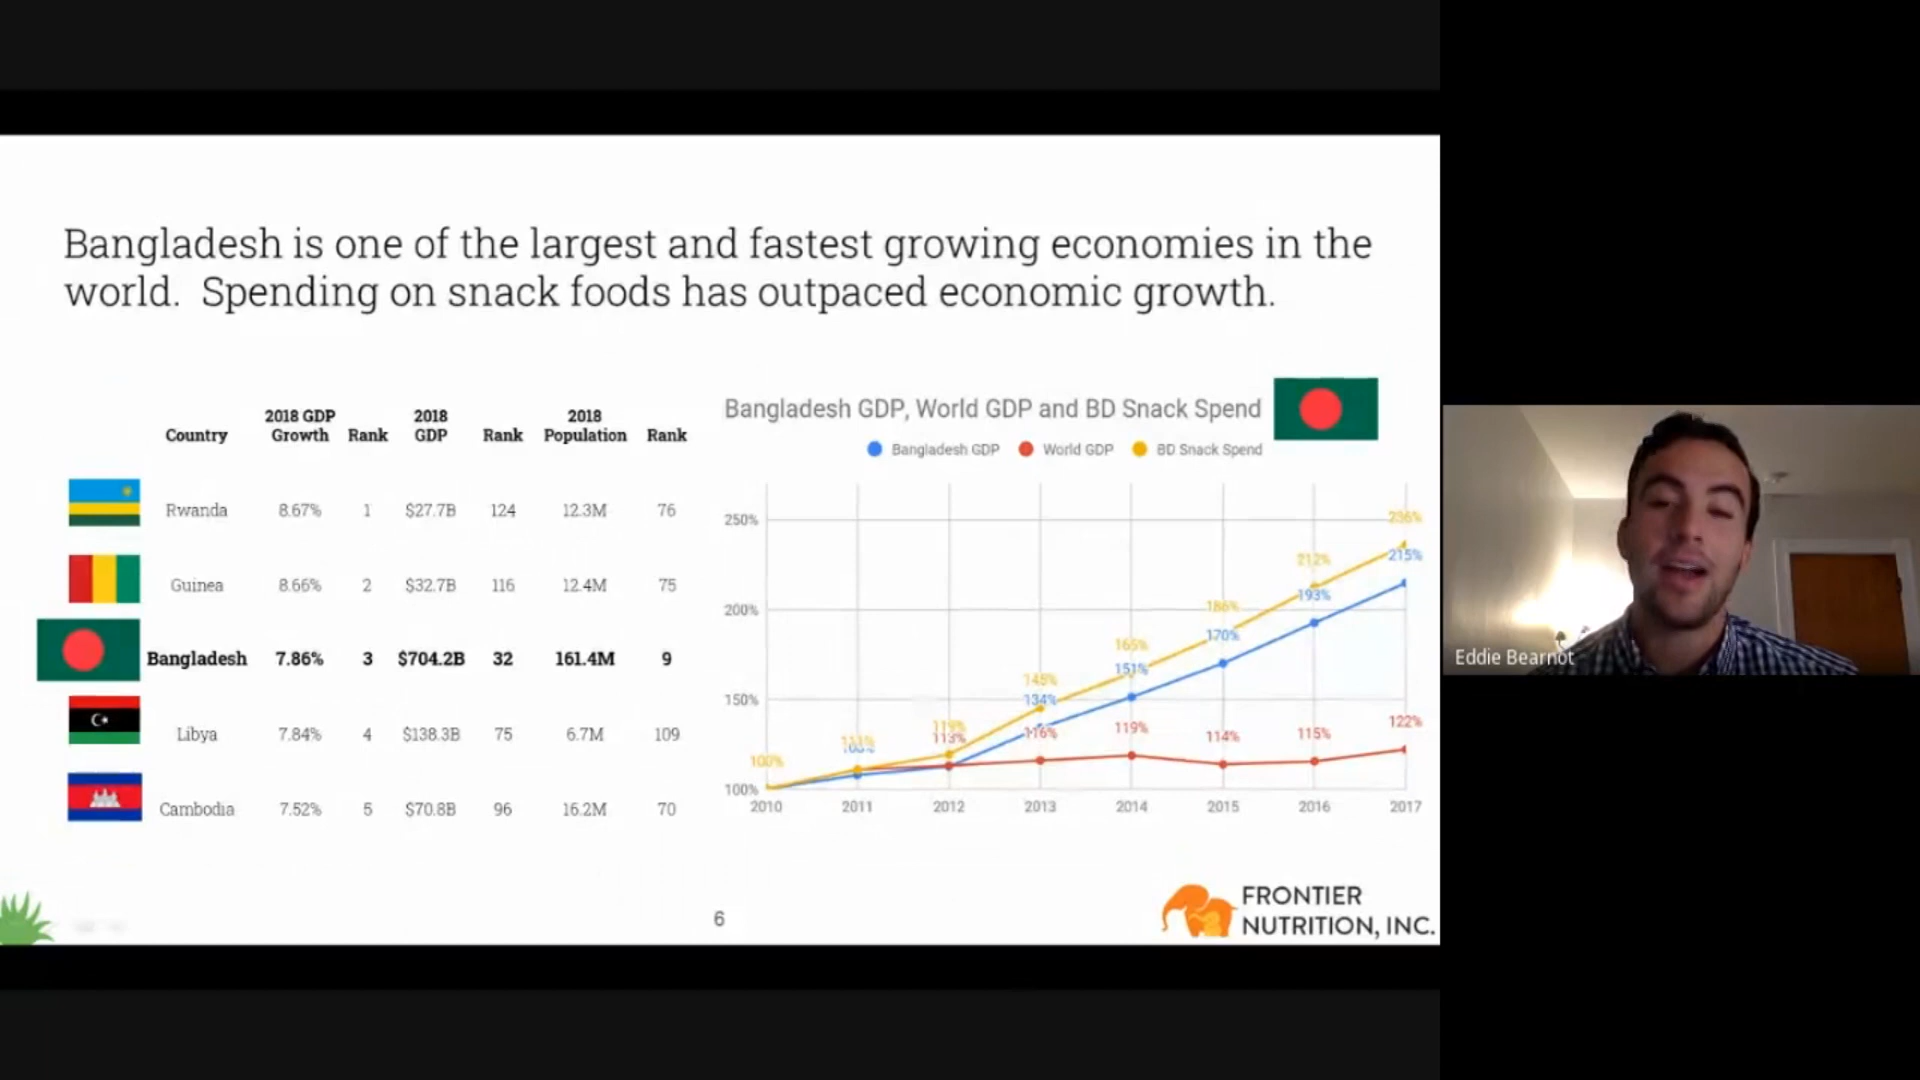 Bangladesh is one of the largest and fastest growing economies in the
world. Spending on snack foods has outpaced economic growth.
Country 2018 GDP Growth Rank 2018 GDP Rank 2018 Population Rank
Rwanda 8.67% 1 $27.7B 124 12.3M 76
Guinea 8.66% 2 $32.7B 116 12.4M 75
Bangladesh 7.86% 3 $704.2B 32 161.4M 9
Libya 7.84% 4 $138.3B 75 6.7M 109
Cambodia 7.52% 5 $70.8B 96 16.2M 70
Bangladesh GDP, World GDP and BD Snack Spend
Bangladesh GDP World GDP BD Snack Spend
250%
200%
150%
100%
236%
215%
212%
193%
186%
170%
165%
151%
134%
119%
113%
116%
119%
114%
115%
122%
100%
2010 2011 2012 2013 2014 2015 2016 2017
6
FRONTIER
NUTRITION, INC.
Eddie Bearnot